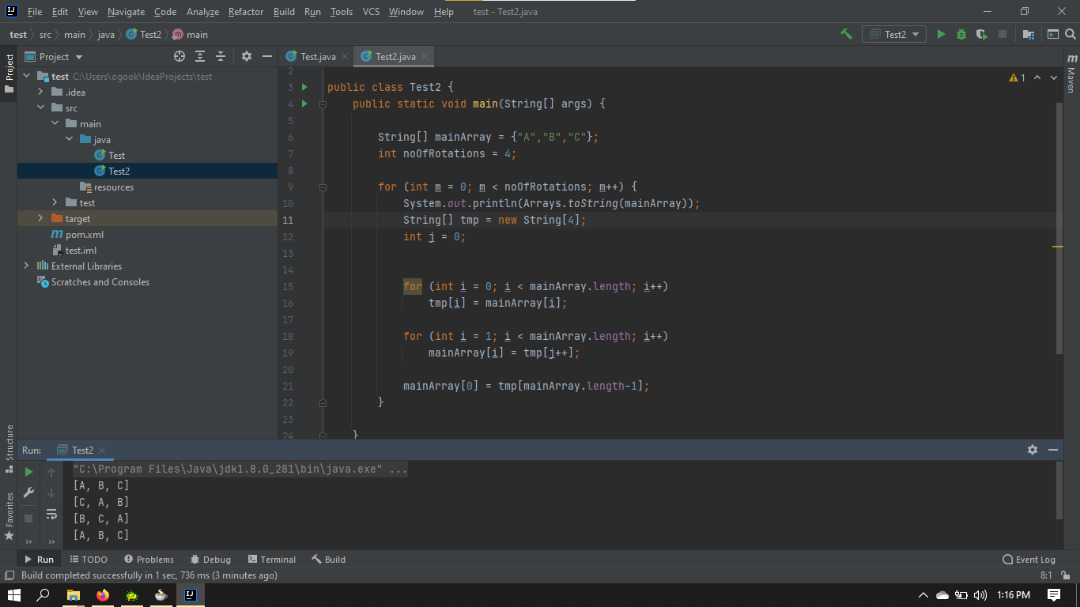 File Edit View Navigate Code Analyze Refactor Build Run Tools VCS Window Help test - Test2.java
test src main java Test2 main Test2
Project Test.java Test2.java
test C:\Users\ogook\IdeaProjects\test
.idea
src
main
java
Test
Test2
resources
test
target
pom.xml
test.iml
External Libraries
Scratches and Consoles
Project
Structure
Favorites
Maven
1
2
3 public class Test2 {
4 public static void main(String[] args) {
5
6 String[] mainArray = {"A","B","C"};
7 int noOfRotations = 4;
8
9 for (int m = 0; m < noOfRotations; m++) {
10 System.out.println(Arrays.toString(mainArray));
11 String[] tmp = new String[4];
12 int j = 0;
13
14
15 for (int i = 0; i < mainArray.length; i++)
16 tmp[i] = mainArray[i];
17
18 for (int i = 1; i < mainArray.length; i++)
19 mainArray[i] = tmp[j++];
20
21 mainArray[0] = tmp[mainArray.length-1];
22 }
23
24 }
Run: Test2
"C:\Program Files\Java\jdk1.8.0_281\bin\java.exe" ...
[A, B, C]
[C, A, B]
[B, C, A]
[A, B, C]
Run TODO Problems Debug Terminal Build Event Log
Build completed successfully in 1 sec, 736 ms (3 minutes ago) 8:1
1:16 PM